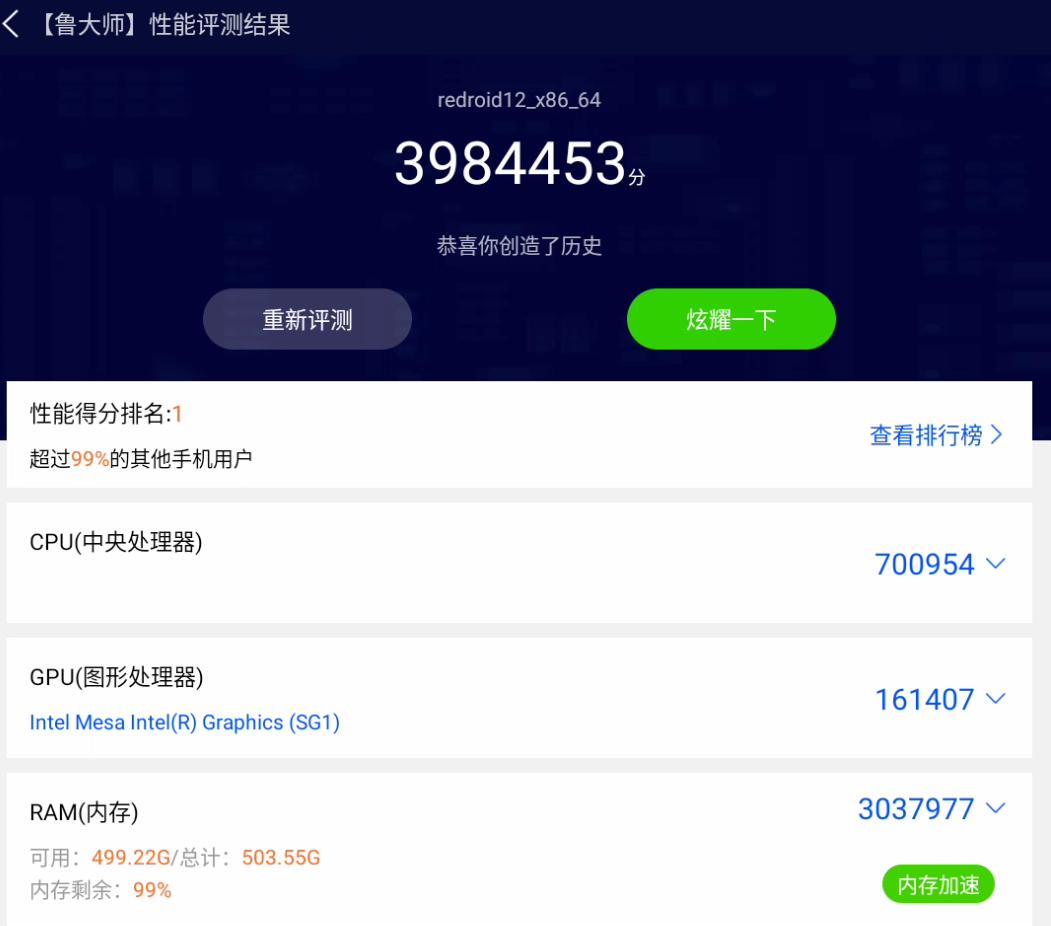 【鲁大师】性能评测结果
redroid12_x86_64
3984453分
恭喜你创造了历史
重新评测
炫耀一下
性能得分排名:1
超过99%的其他手机用户
查看排行榜
CPU(中央处理器)
700954
GPU(图形处理器)
Intel Mesa Intel(R) Graphics (SG1)
161407
RAM(内存)
3037977
可用：499.22G/总计：503.55G
内存剩余：99%
内存加速